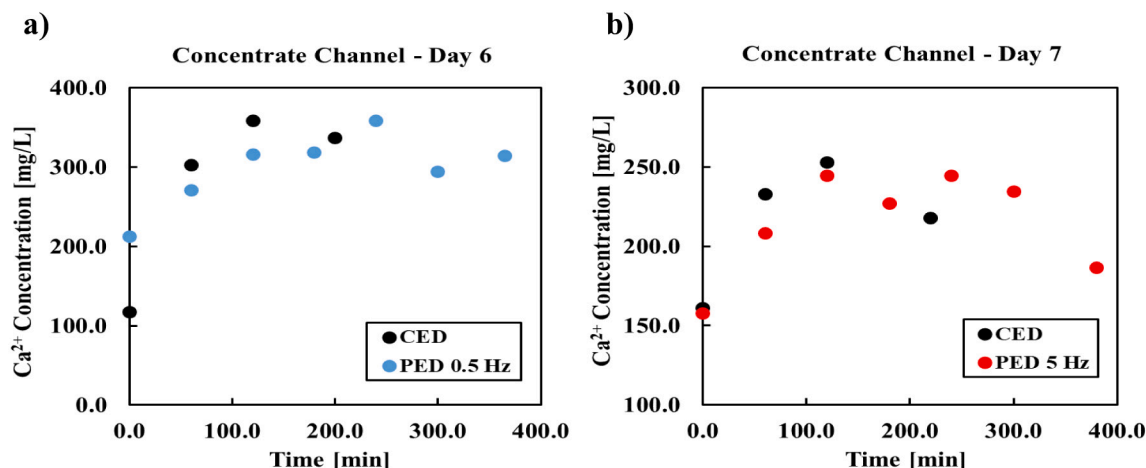 a)
Concentrate Channel - Day 6
Ca²⁺ Concentration [mg/L]
400.0
300.0
200.0
100.0
0.0
CED
PED 0.5 Hz
0.0 100.0 200.0 300.0 400.0
Time [min]
b)
Concentrate Channel - Day 7
Ca²⁺ Concentration [mg/L]
300.0
250.0
200.0
150.0
100.0
CED
PED 5 Hz
0.0 100.0 200.0 300.0 400.0
Time [min]